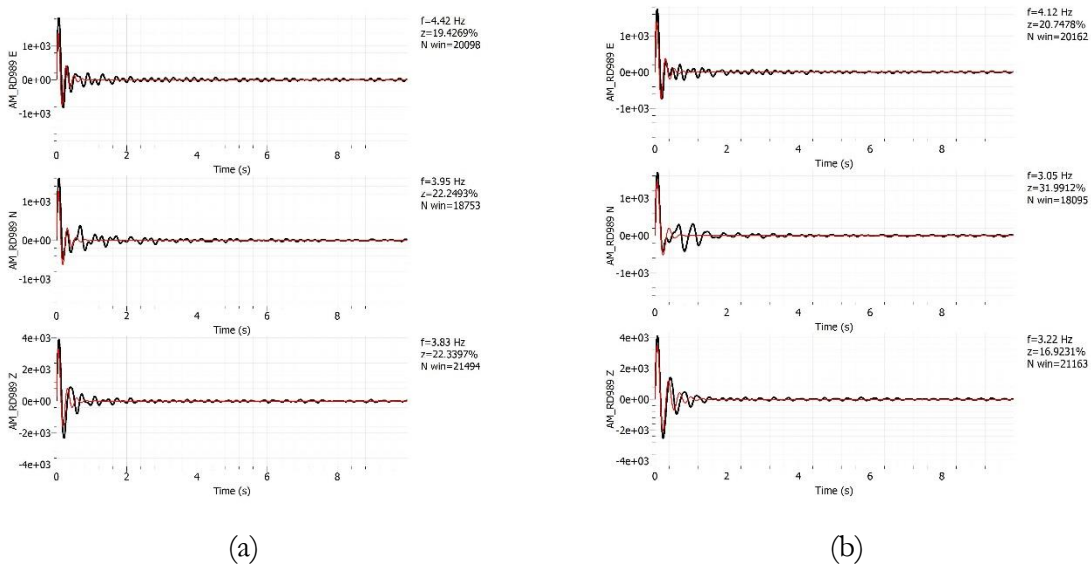 f=4.42 Hz
z=19.4269%
N win=20098
AM_RD989 E
1e+03
0e+00
-1e+03
0 2 4 6 8
Time (s)
f=3.95 Hz
z=22.2493%
N win=18753
AM_RD989 N
1e+03
0e+00
-1e+03
0 2 4 6 8
Time (s)
f=3.83 Hz
z=22.3397%
N win=21494
AM_RD989 Z
4e+03
2e+03
0e+00
-2e+03
-4e+03
0 2 4 6 8
Time (s)
(a)
f=4.12 Hz
z=20.7478%
N win=20162
AM_RD989 E
1e+03
0e+00
-1e+03
0 2 4 6 8
Time (s)
f=3.05 Hz
z=31.9912%
N win=18095
AM_RD989 N
1e+03
0e+00
-1e+03
0 2 4 6 8
Time (s)
f=3.22 Hz
z=16.9231%
N win=21163
AM_RD989 Z
4e+03
2e+03
0e+00
-2e+03
-4e+03
0 2 4 6 8
Time (s)
(b)